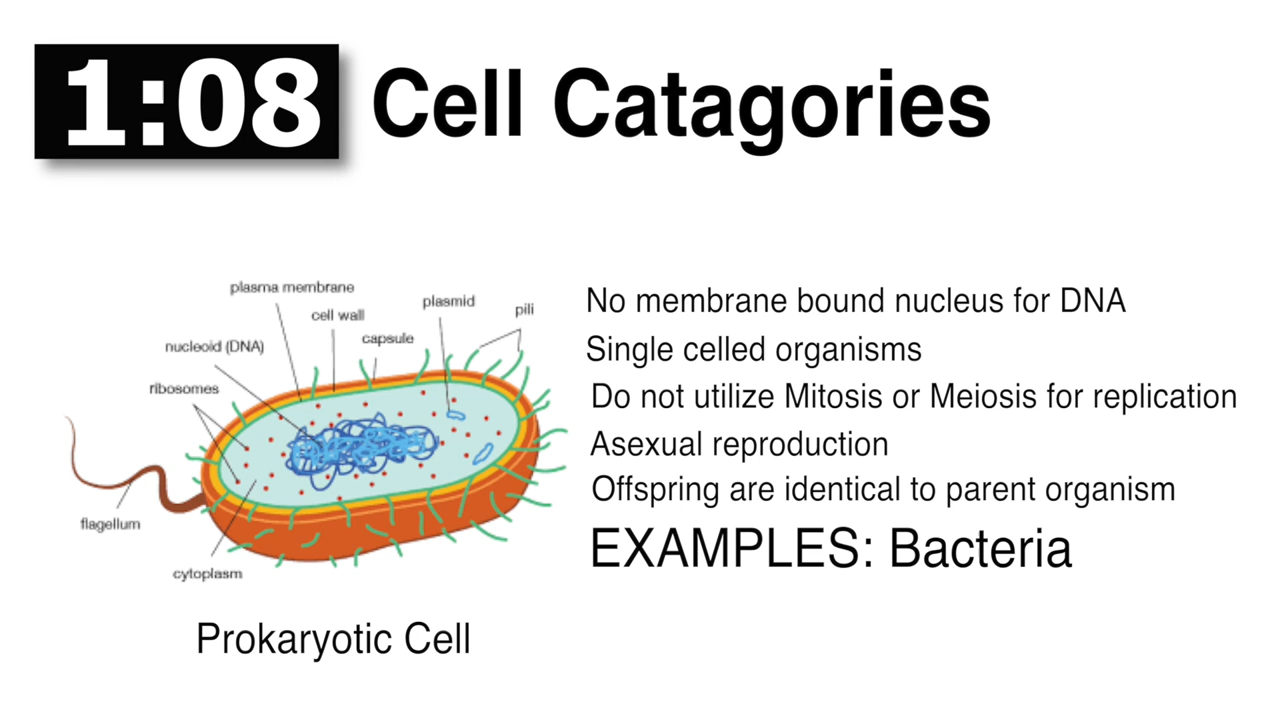 1:08 Cell Catagories
plasma membrane
cell wall
plasmid
pili
nucleoid (DNA)
capsule
ribosomes
flagellum
cytoplasm
Prokaryotic Cell
No membrane bound nucleus for DNA
Single celled organisms
Do not utilize Mitosis or Meiosis for replication
Asexual reproduction
Offspring are identical to parent organism
EXAMPLES: Bacteria